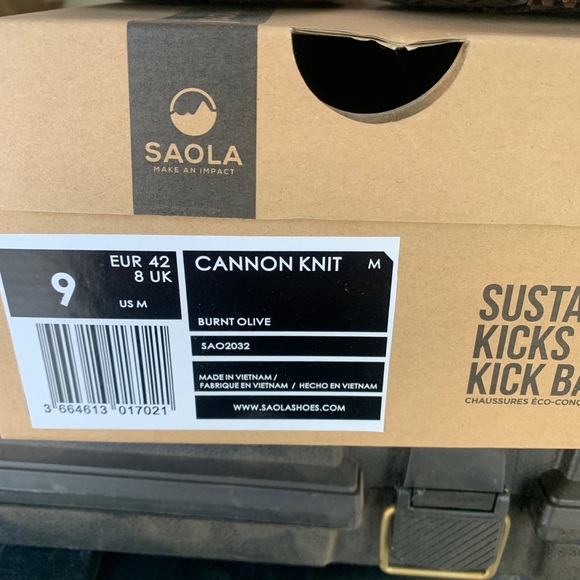 SAOLA
MAKE AN IMPACT
9
EUR 42
8 UK
US M
CANNON KNIT M
BURNT OLIVE
SAO2032
MADE IN VIETNAM /
FABRIQUE EN VIETNAM / HECHO EN VIETNAM
WWW.SAOLASHOES.COM
3 664613 017021
SUSTA
KICKS
KICK BA
CHAUSSURES ÉCO-CONÇ